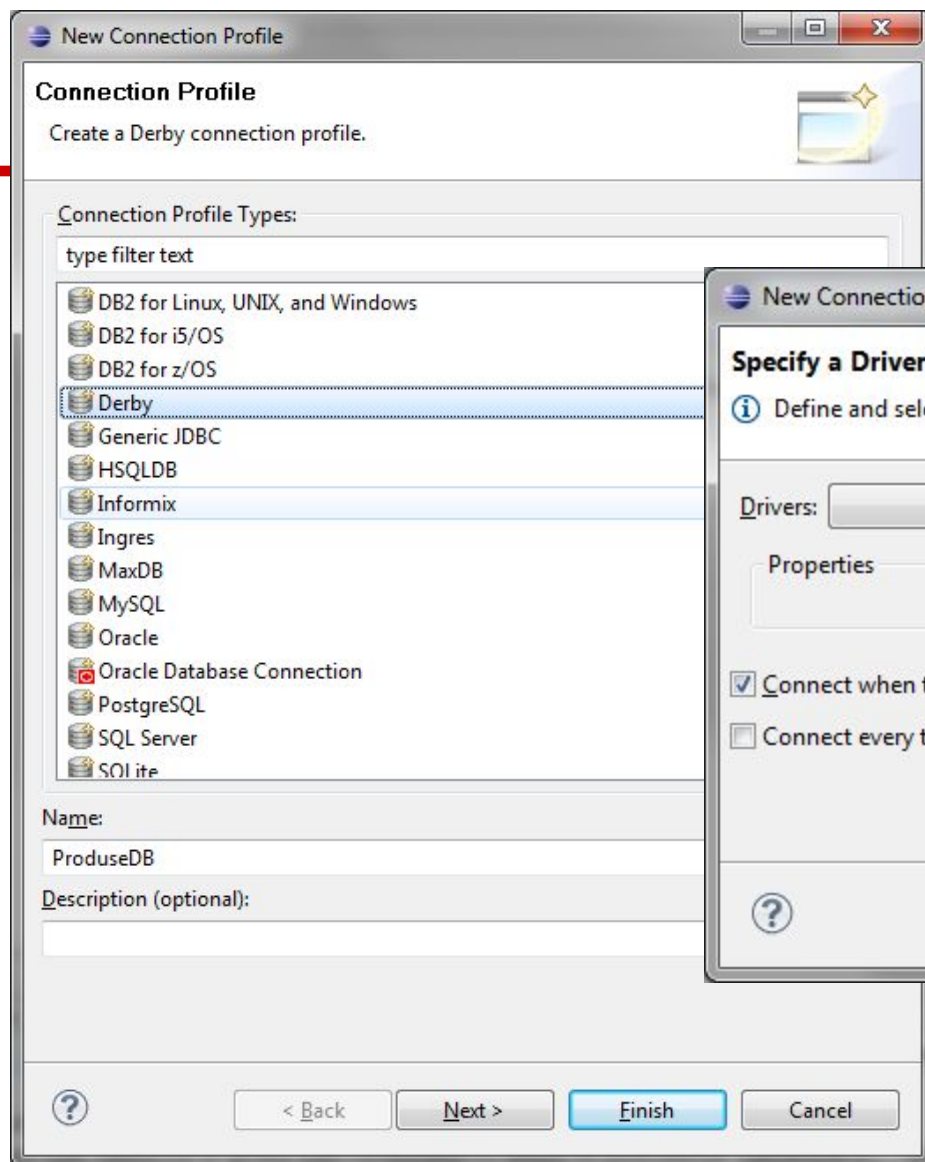 New Connection Profile
Connection Profile
Create a Derby connection profile.
Connection Profile Types:
type filter text
DB2 for Linux, UNIX, and Windows
DB2 for i5/OS
DB2 for z/OS
Derby
Generic JDBC
HSQLDB
Informix
Ingres
MaxDB
MySQL
Oracle
Oracle Database Connection
PostgreSQL
SQL Server
SQLite
Name:
ProduseDB
Description (optional):
< Back
Next >
Finish
Cancel
New Connectio
Specify a Driver
Define and sel
Drivers:
Properties
Connect when t
Connect every t